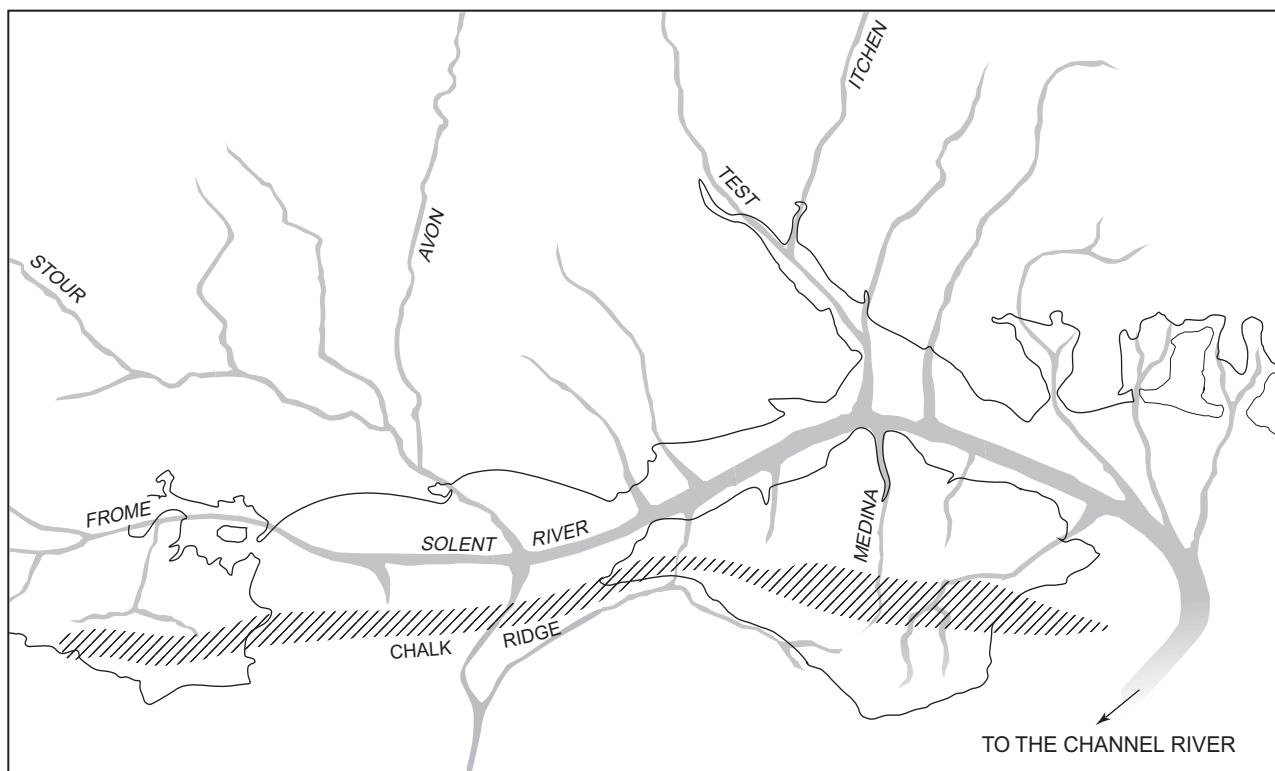 ITCHEN
TEST
AVON
STOUR
FROME
SOLENT RIVER
MEDINA
CHALK RIDGE
TO THE CHANNEL RIVER